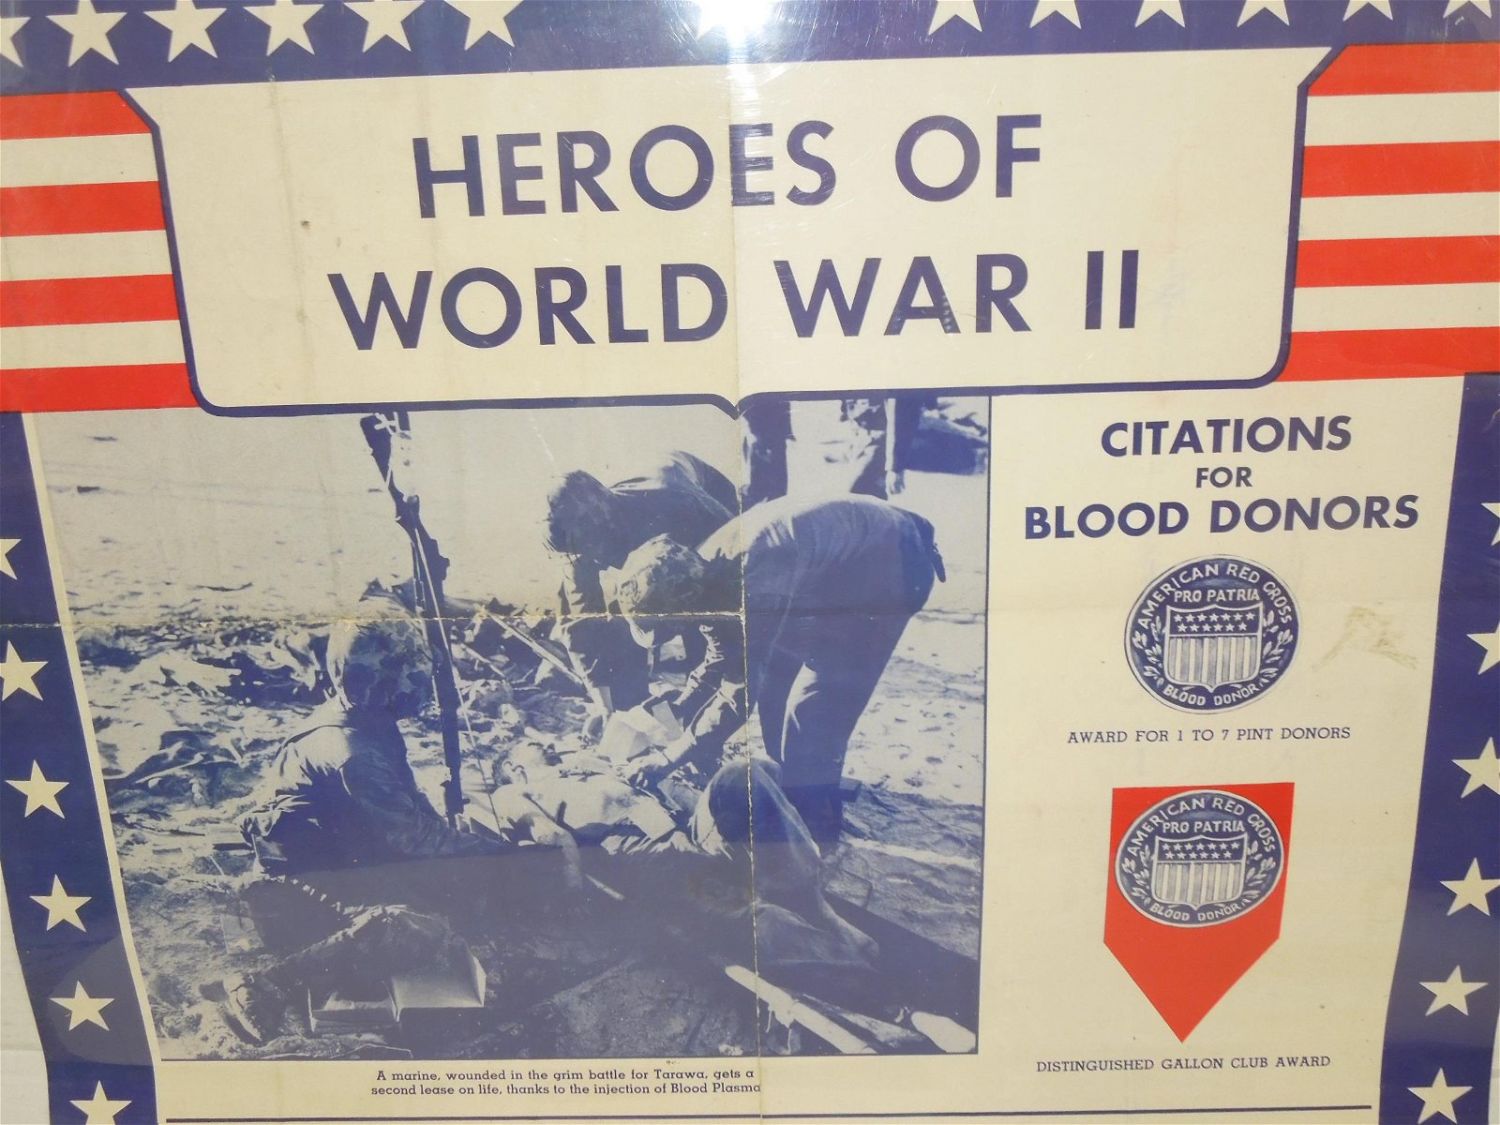 HEROES OF
WORLD WAR II
CITATIONS
FOR
BLOOD DONORS
AMERICAN RED CROSS
PRO PATRIA
BLOOD DONOR
AWARD FOR 1 TO 7 PINT DONORS
AMERICAN RED CROSS
PRO PATRIA
BLOOD DONOR
DISTINGUISHED GALLON CLUB AWARD
A marine, wounded in the grim battle for Tarawa, gets a
second lease on life, thanks to the injection of Blood Plasma